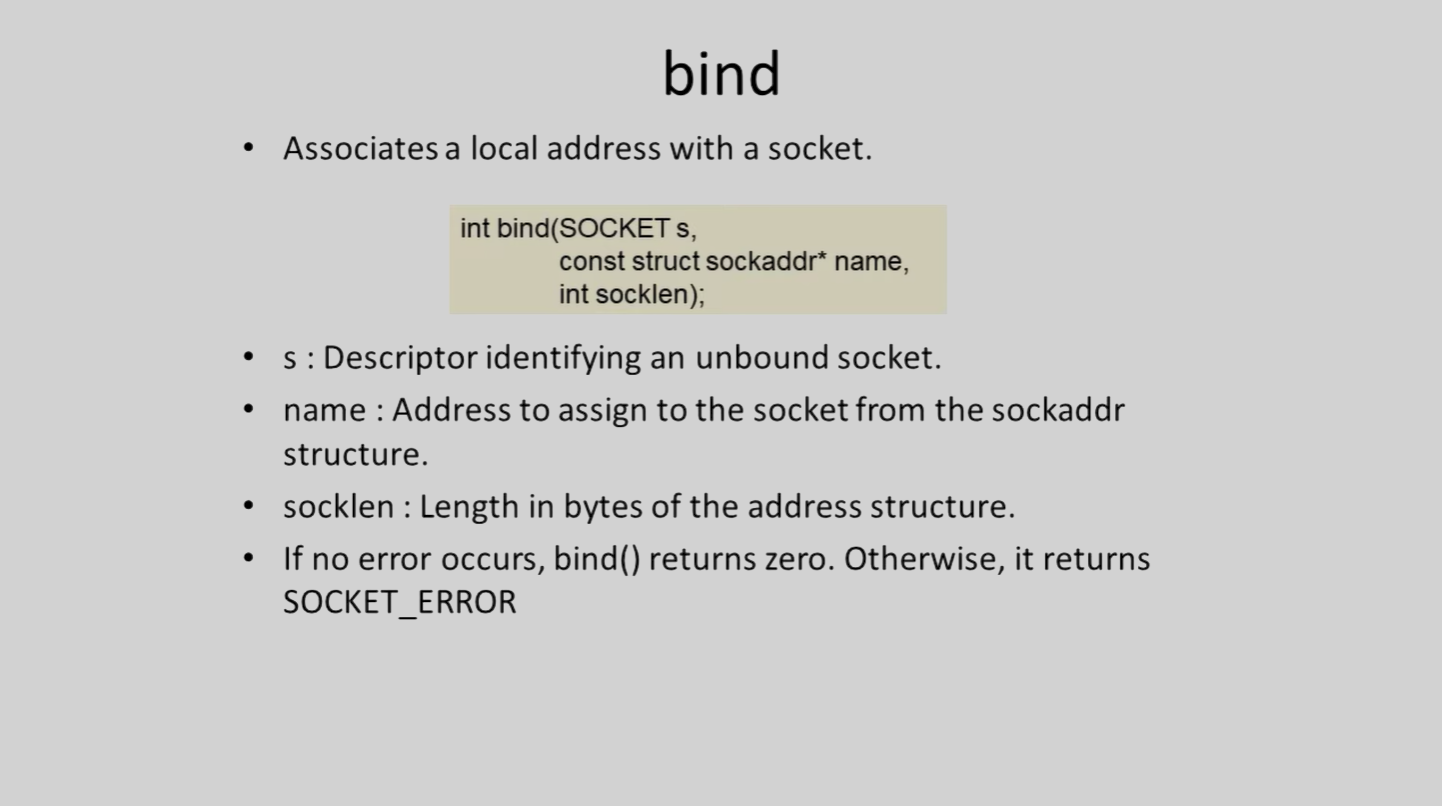 bind
• Associates a local address with a socket.
int bind(SOCKET s,
const struct sockaddr* name,
int socklen);
• s : Descriptor identifying an unbound socket.
• name : Address to assign to the socket from the sockaddr
structure.
• socklen : Length in bytes of the address structure.
• If no error occurs, bind() returns zero. Otherwise, it returns
SOCKET_ERROR